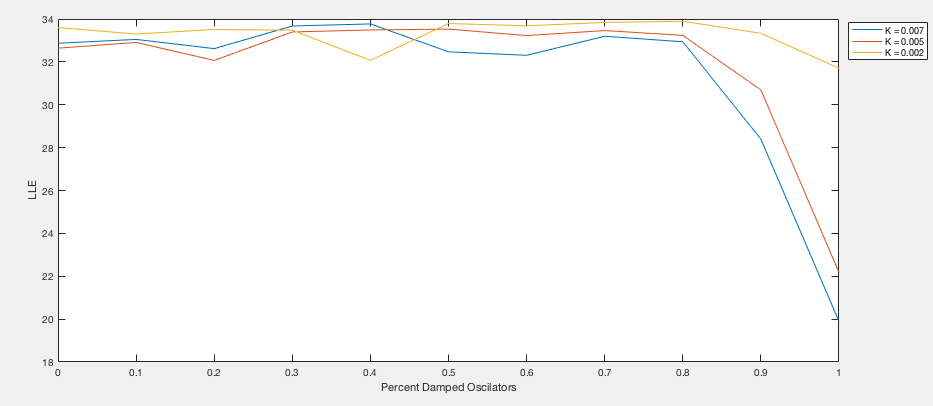 34
32
30
28
26
24
22
20
18
LLE
0 0.1 0.2 0.3 0.4 0.5 0.6 0.7 0.8 0.9 1
Percent Damped Oscilators
K = 0.007
K = 0.005
K = 0.002